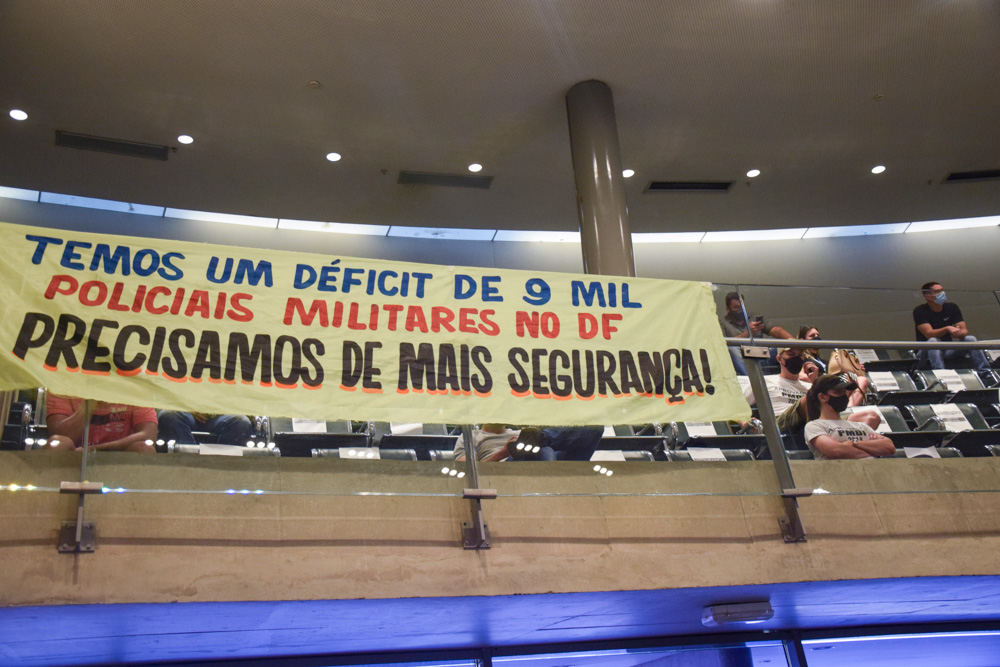 TEMOS UM DÉFICIT DE 9 MIL
POLICIAIS MILITARES NO DF
PRECISAMOS DE MAIS SEGURANÇA!